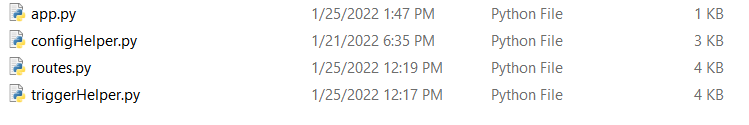 app.py 1/25/2022 1:47 PM Python File 1 KB
configHelper.py 1/21/2022 6:35 PM Python File 3 KB
routes.py 1/25/2022 12:19 PM Python File 4 KB
triggerHelper.py 1/25/2022 12:17 PM Python File 4 KB